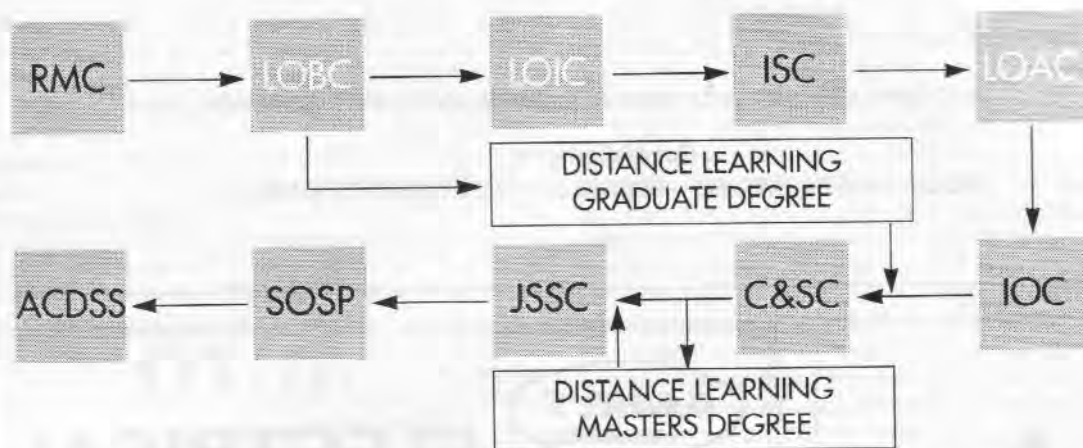 RMC
LOBC
LOIC
ISC
LOAC
DISTANCE LEARNING
GRADUATE DEGREE
ACDSS
SOSP
JSSC
C&SC
IOC
DISTANCE LEARNING
MASTERS DEGREE